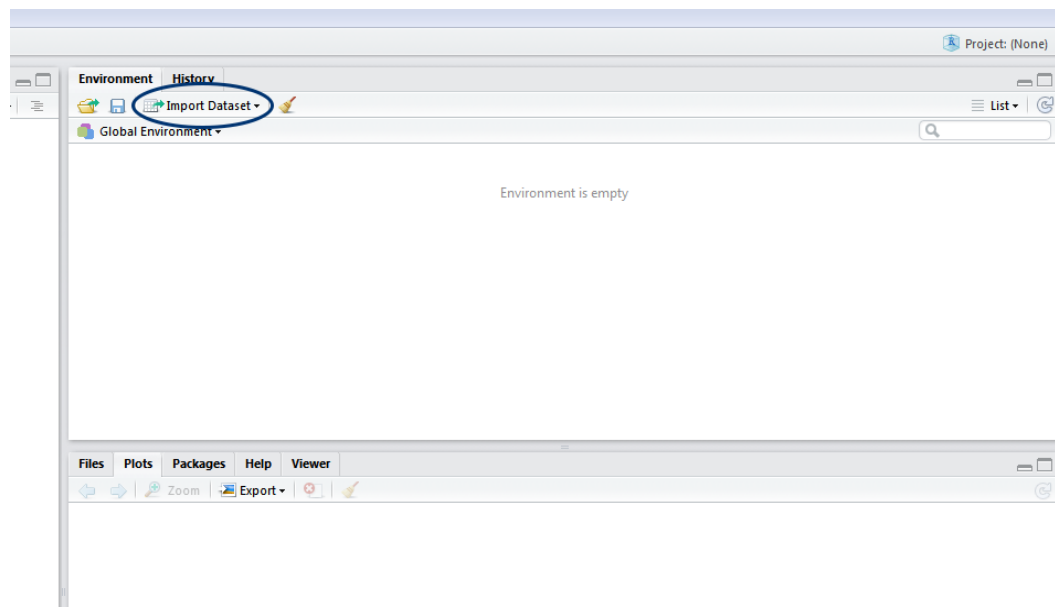 Project: (None)
Environment History
Import Dataset List
Global Environment
Environment is empty
Files Plots Packages Help Viewer
Zoom Export